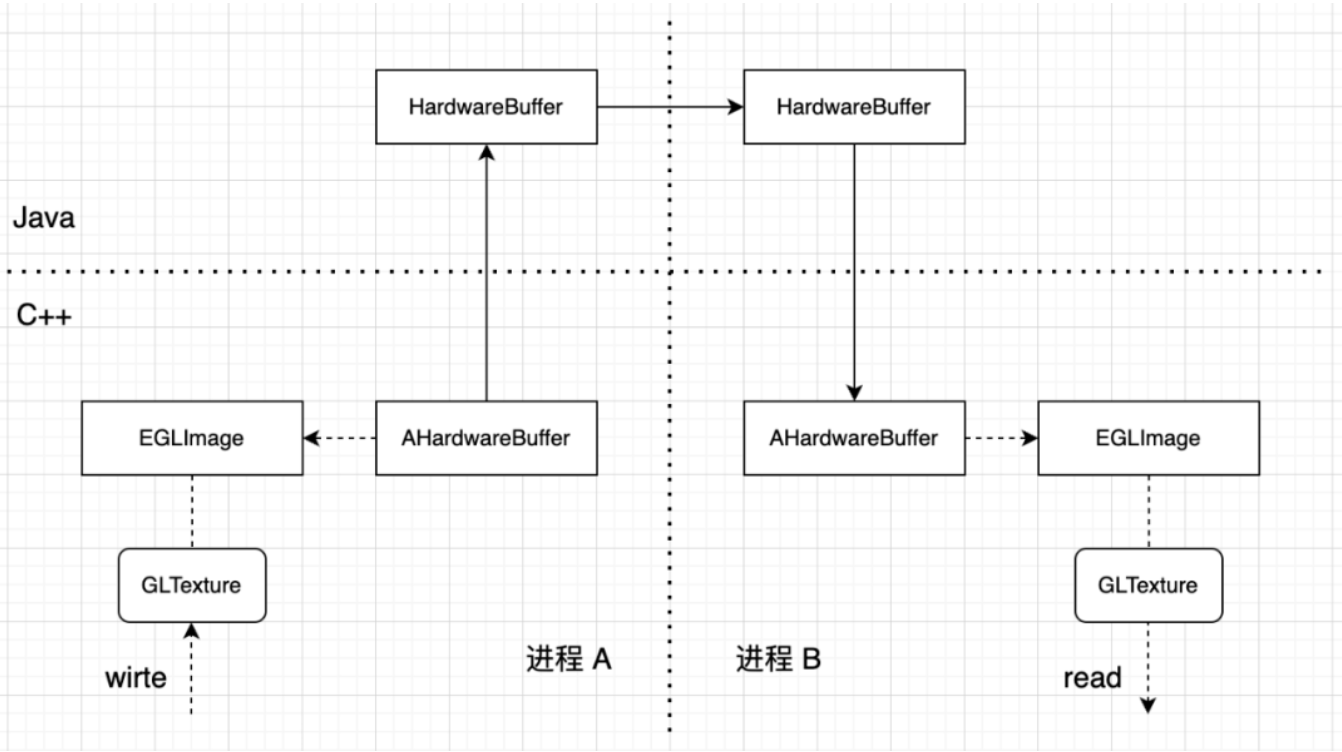 HardwareBuffer
HardwareBuffer
Java
C++
EGLImage
AHardwareBuffer
AHardwareBuffer
EGLImage
GLTexture
GLTexture
进程 A
进程 B
wirte
read